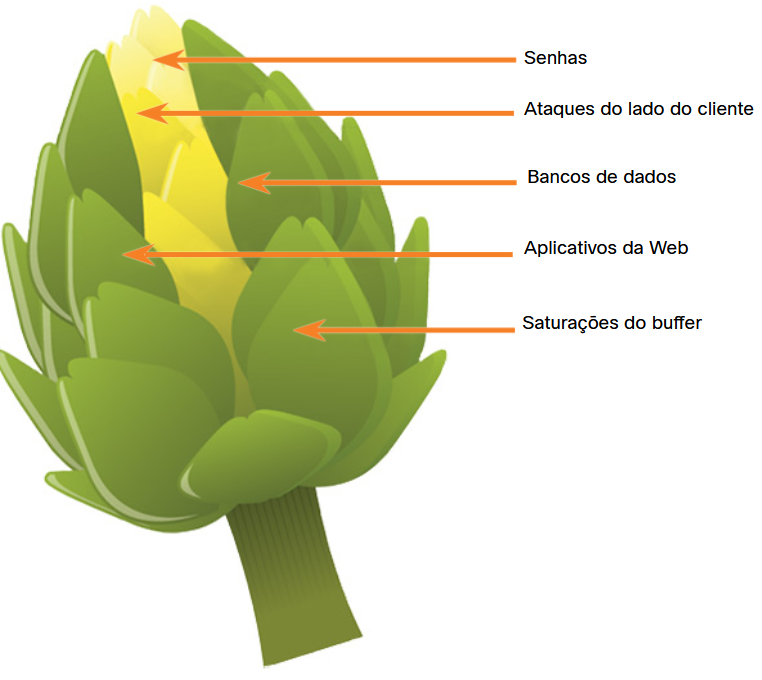 Senhas
Ataques do lado do cliente
Bancos de dados
Aplicativos da Web
Saturações do buffer